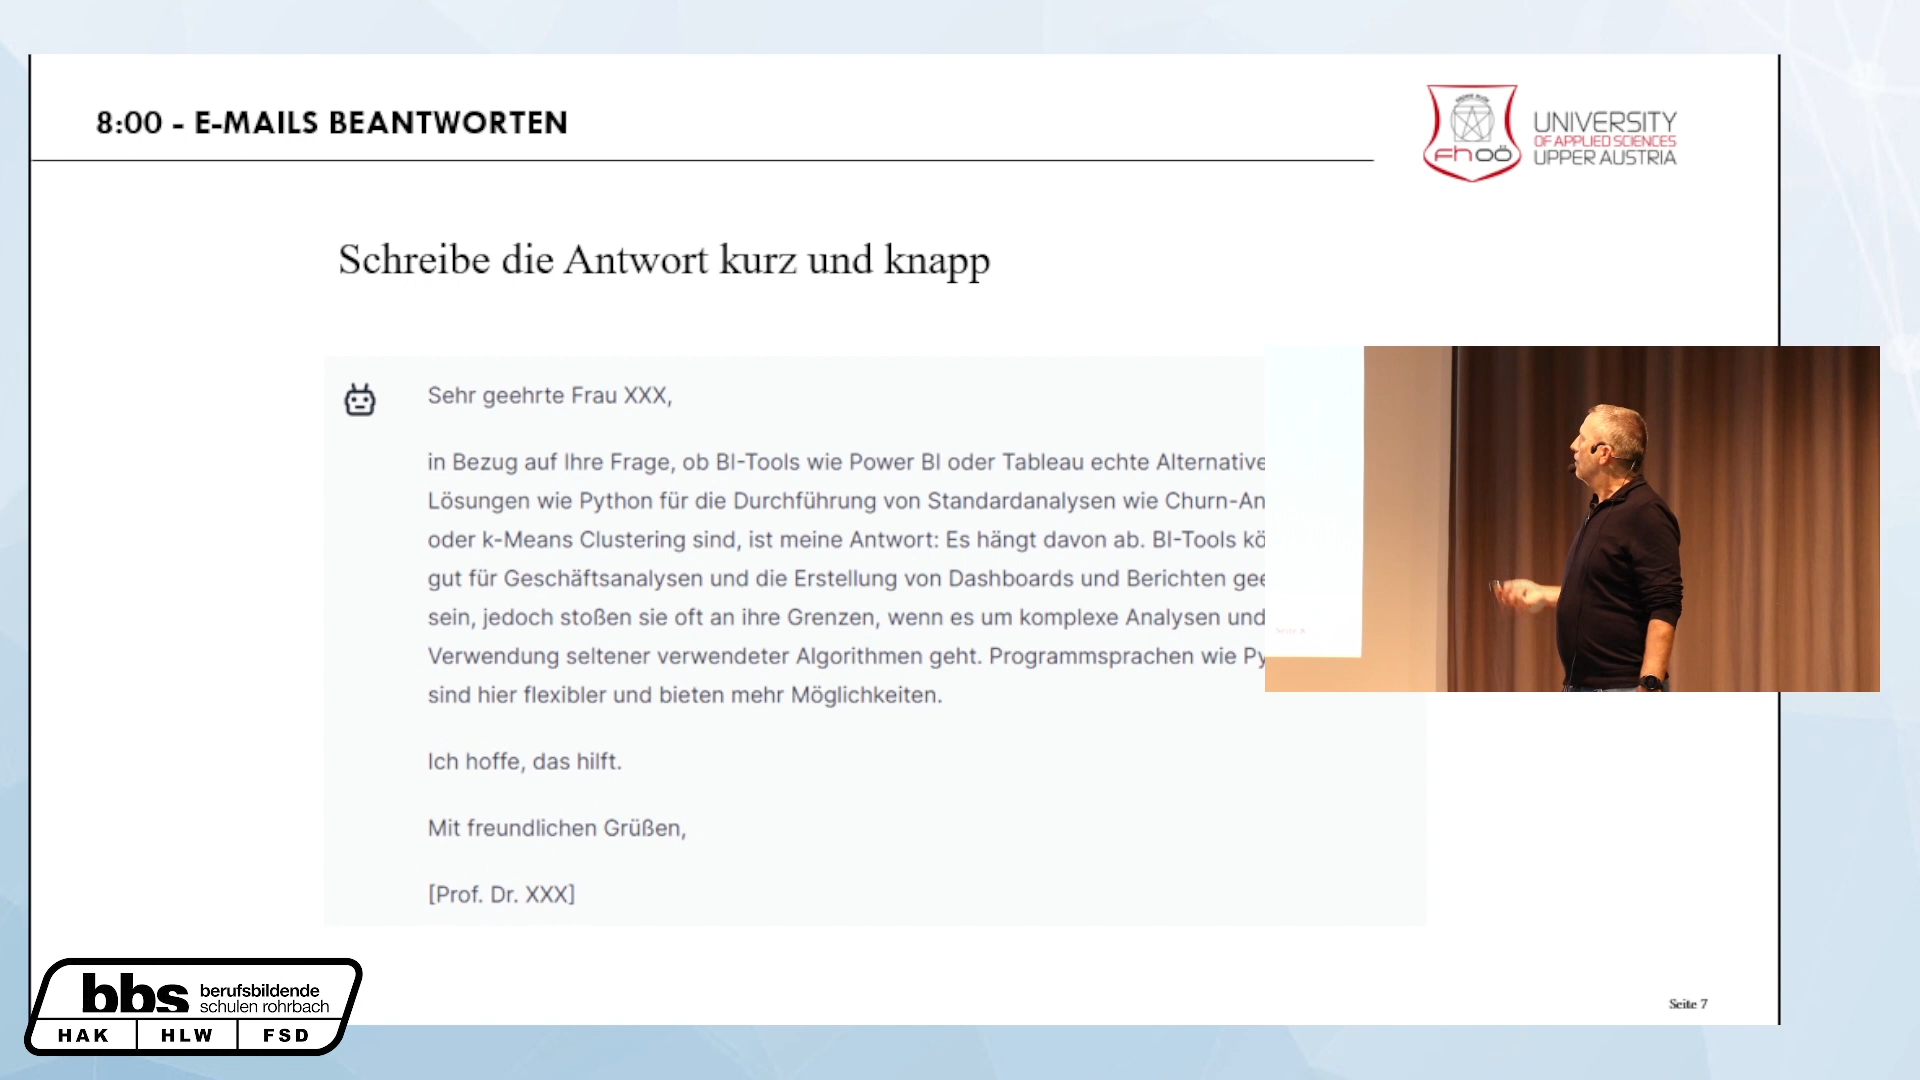 8:00 - E-MAILS BEANTWORTEN
FH OÖ
UNIVERSITY
OF APPLIED SCIENCES
UPPER AUSTRIA
Schreibe die Antwort kurz und knapp
Sehr geehrte Frau XXX,
in Bezug auf Ihre Frage, ob BI-Tools wie Power BI oder Tableau echte Alternative
Lösungen wie Python für die Durchführung von Standardanalysen wie Churn-An
oder k-Means Clustering sind, ist meine Antwort: Es hängt davon ab. BI-Tools kö
gut für Geschäftsanalysen und die Erstellung von Dashboards und Berichten gee
sein, jedoch stoßen sie oft an ihre Grenzen, wenn es um komplexe Analysen und
Verwendung seltener verwendeter Algorithmen geht. Programmsprachen wie Py
sind hier flexibler und bieten mehr Möglichkeiten.
Ich hoffe, das hilft.
Mit freundlichen Grüßen,
[Prof. Dr. XXX]
Seite 7
bbs berufsbildende
schulen rohrbach
HAK HLW FSD